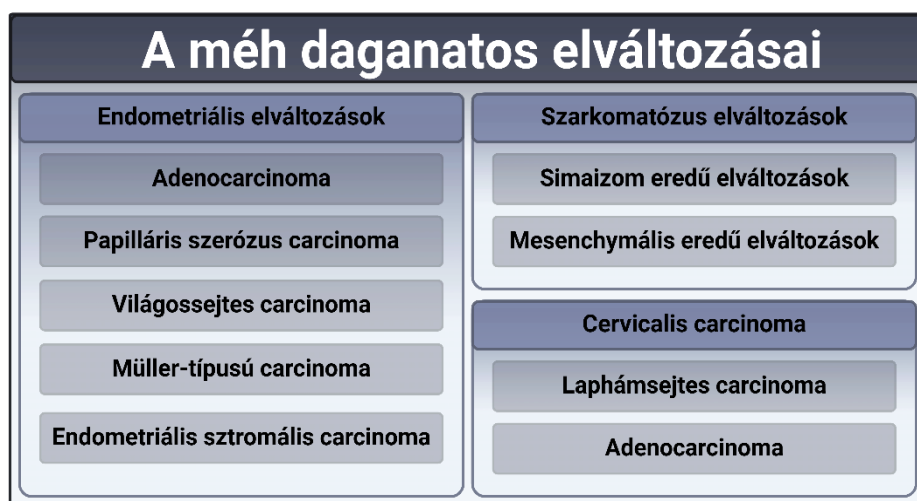 A méh daganatos elváltozásai
Endometriális elváltozások
Adenocarcinoma
Papilláris szerózus carcinoma
Világossejtes carcinoma
Müller-típusú carcinoma
Endometriális sztromális carcinoma
Szarkomatózus elváltozások
Simaizom eredű elváltozások
Mesenchymális eredű elváltozások
Cervicalis carcinoma
Laphámsejtes carcinoma
Adenocarcinoma